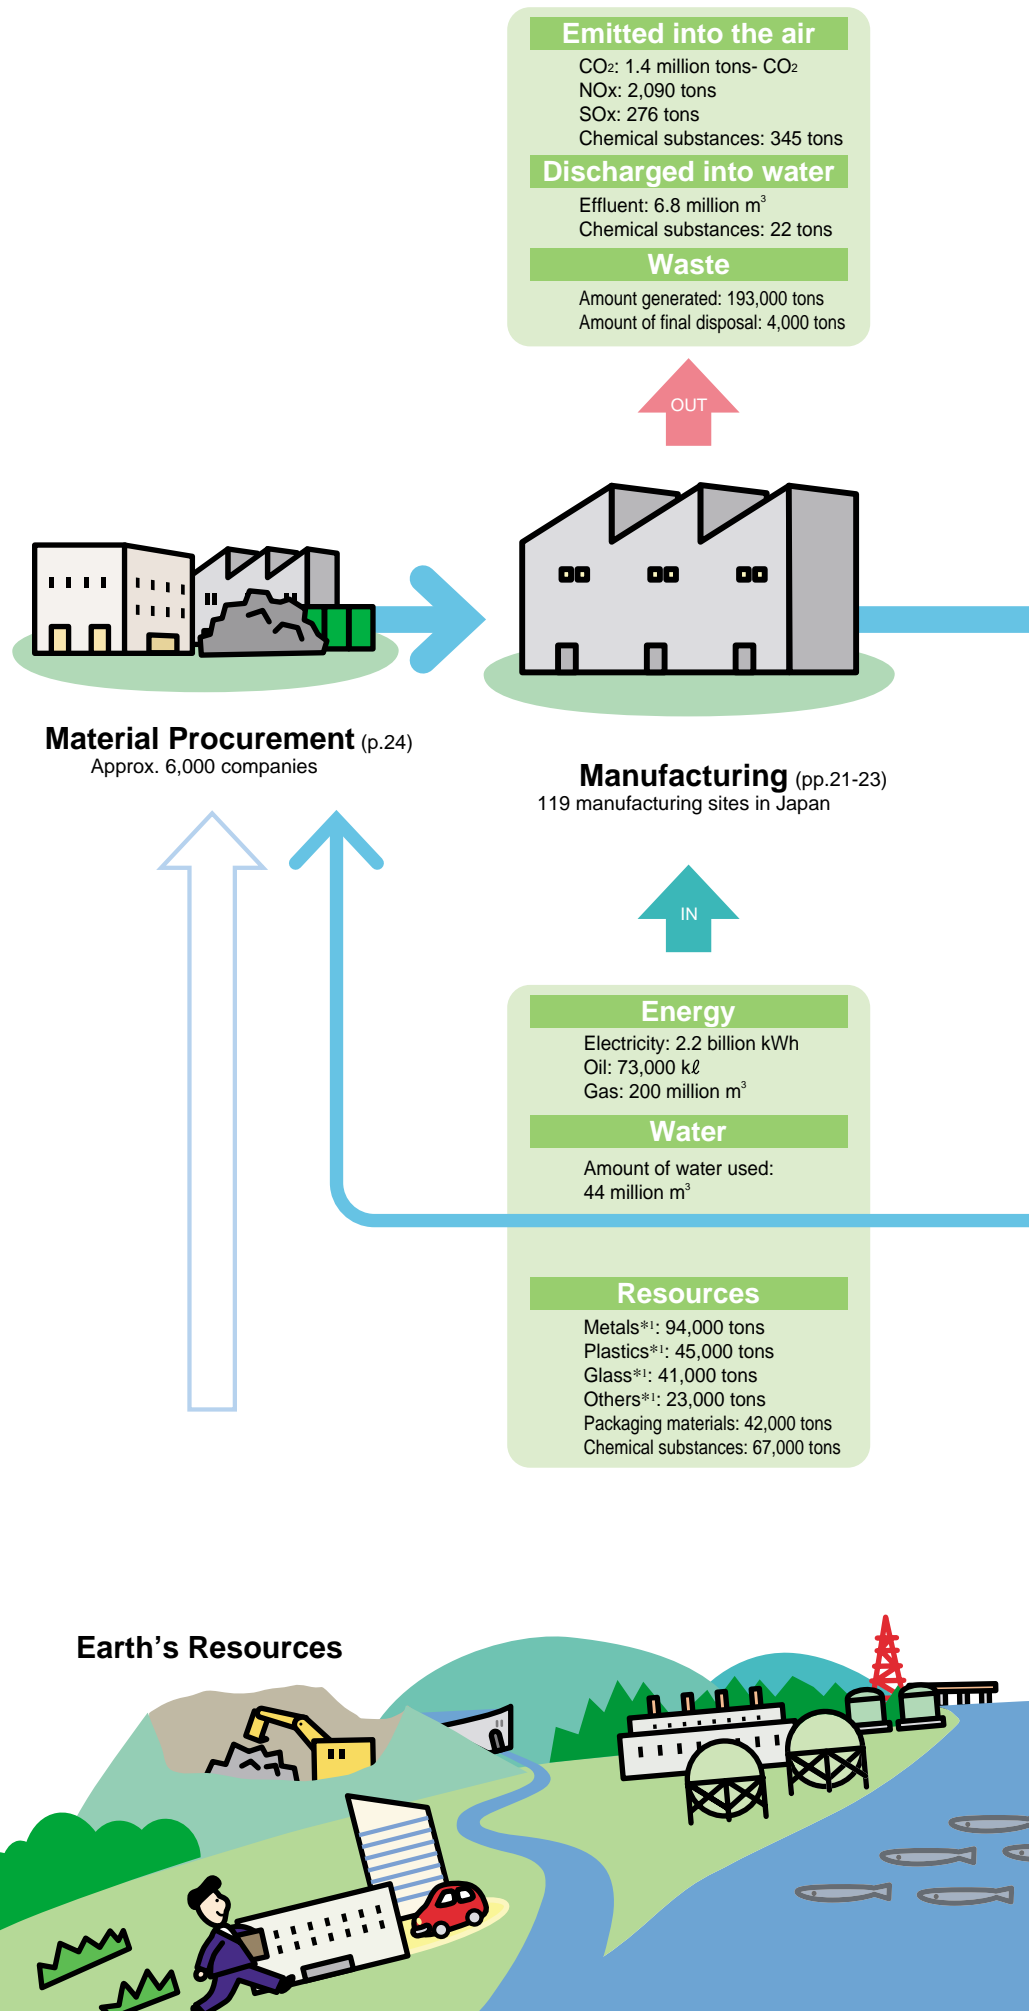 Emitted into the air
CO2: 1.4 million tons- CO2
NOx: 2,090 tons
SOx: 276 tons
Chemical substances: 345 tons
Discharged into water
Effluent: 6.8 million m³
Chemical substances: 22 tons
Waste
Amount generated: 193,000 tons
Amount of final disposal: 4,000 tons
OUT
Material Procurement (p.24)
Approx. 6,000 companies
Manufacturing (pp.21-23)
119 manufacturing sites in Japan
IN
Energy
Electricity: 2.2 billion kWh
Oil: 73,000 kℓ
Gas: 200 million m³
Water
Amount of water used:
44 million m³
Resources
Metals*1: 94,000 tons
Plastics*1: 45,000 tons
Glass*1: 41,000 tons
Others*1: 23,000 tons
Packaging materials: 42,000 tons
Chemical substances: 67,000 tons
Earth’s Resources